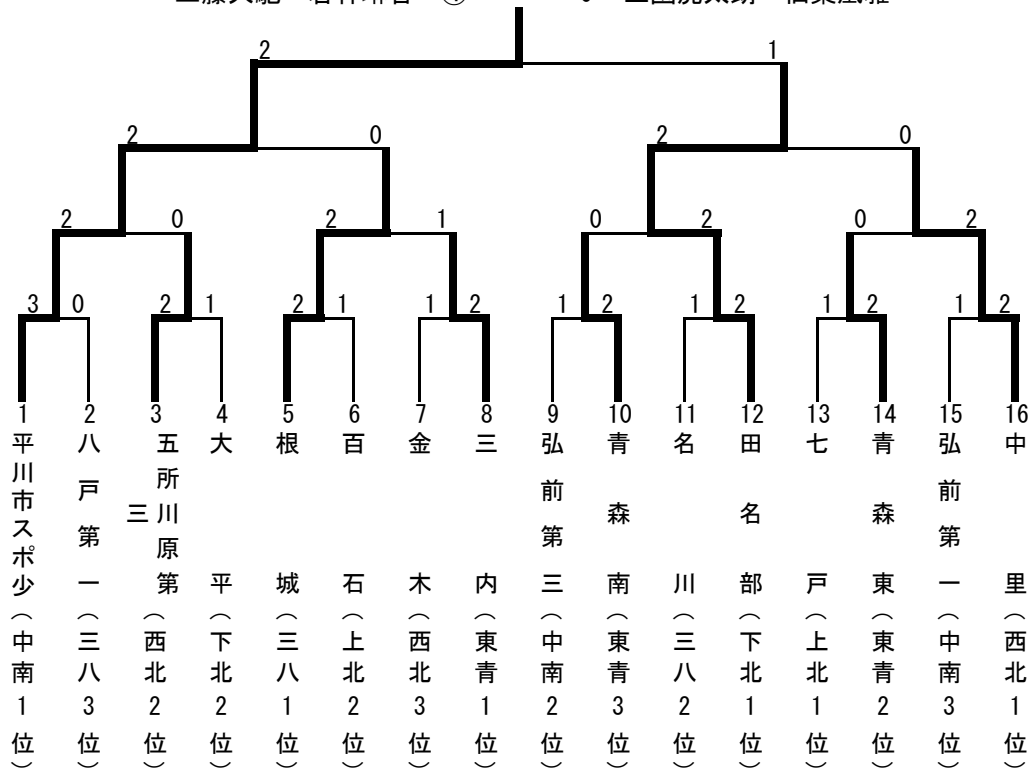 2 1
2 0 2 0
2 0 2 1 0 2 0 2
3 0 2 1 2 1 1 2 1 2 1 2 1 2 1 2
1 2 3 4 5 6 7 8 9 10 11 12 13 14 15 16
平川市スポ少(中南1位)
八戸第一(三八3位)
五所川原第三(西北2位)
大平(下北2位)
根城(三八1位)
百石(上北2位)
金木(西北3位)
三内(東青1位)
弘前第三(中南2位)
青森南(東青3位)
名川(三八2位)
田名部(下北1位)
七戸(上北1位)
青森東(東青2位)
弘前第一(中南3位)
中里(西北1位)